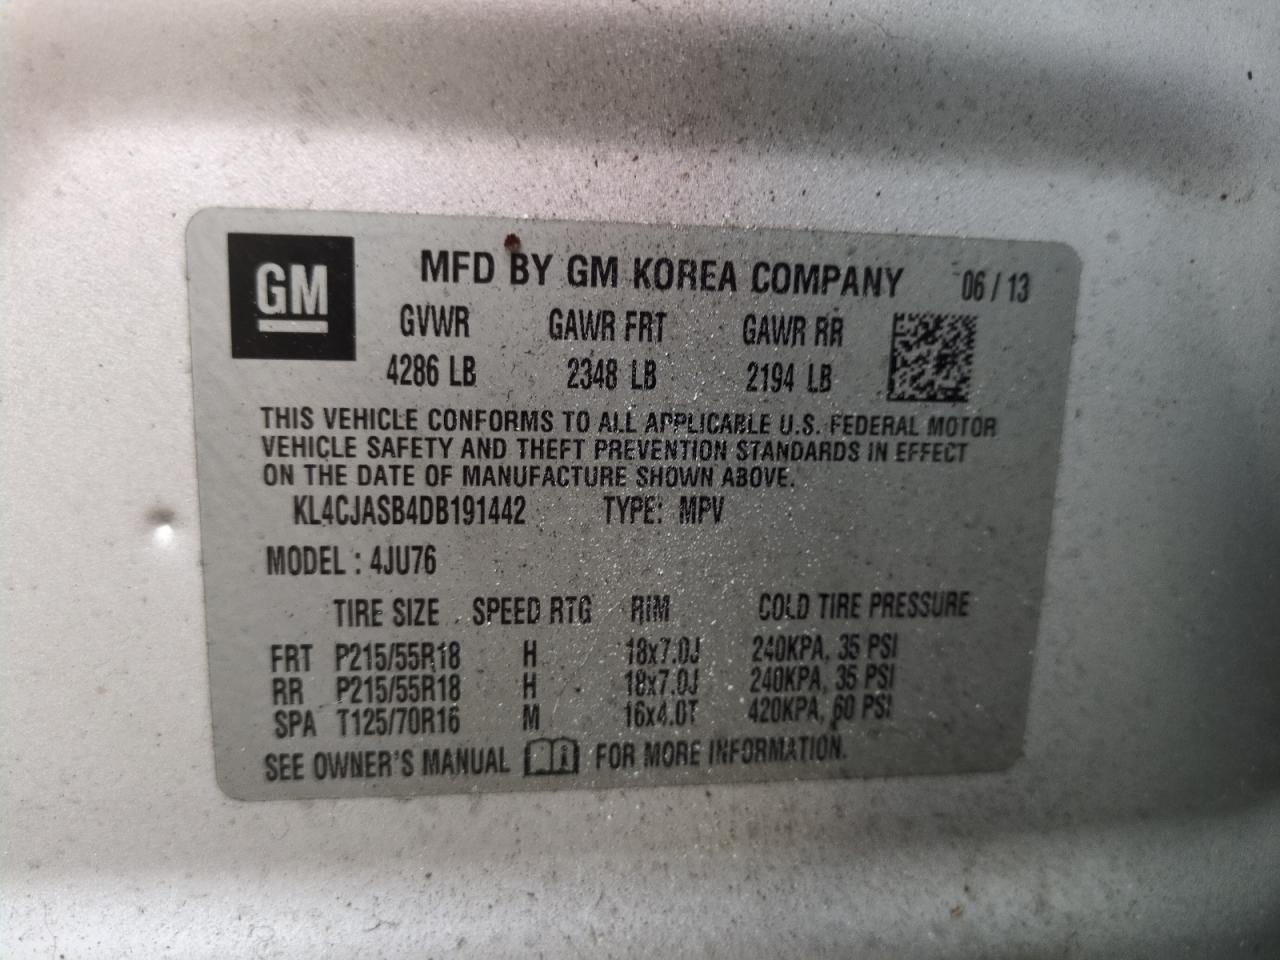 GM
MFD BY GM KOREA COMPANY 06 / 13
GVWR GAWR FRT GAWR RR
4286 LB 2348 LB 2194 LB
THIS VEHICLE CONFORMS TO ALL APPLICABLE U.S. FEDERAL MOTOR
VEHICLE SAFETY AND THEFT PREVENTION STANDARDS IN EFFECT
ON THE DATE OF MANUFACTURE SHOWN ABOVE.
KL4CJASB4DB191442 TYPE: MPV
MODEL : 4JU76
TIRE SIZE SPEED RTG RIM COLD TIRE PRESSURE
FRT P215/55R18 H 18x7.0J 240KPA, 35 PSI
RR P215/55R18 H 18x7.0J 240KPA, 35 PSI
SPA T125/70R16 M 16x4.0T 420KPA, 60 PSI
SEE OWNER'S MANUAL FOR MORE INFORMATION.